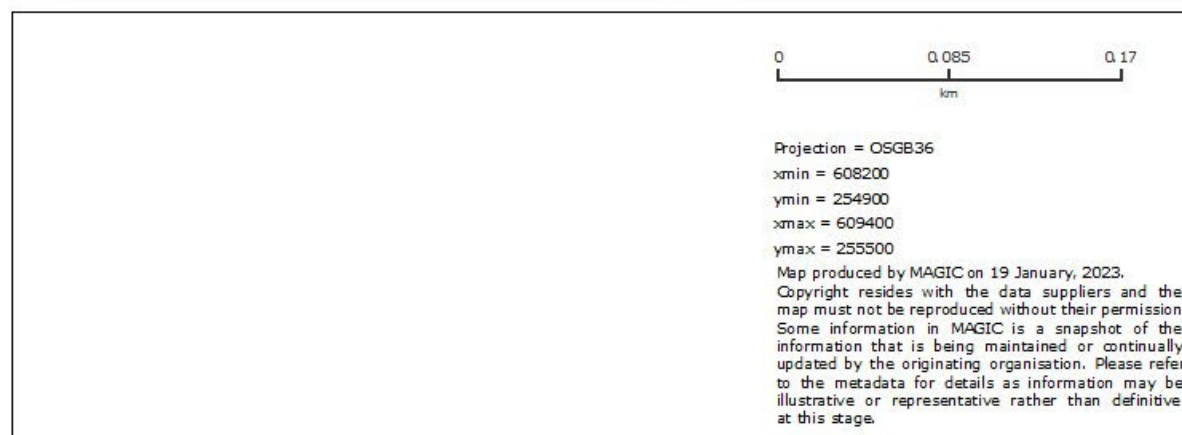 0 0.085 0.17
km
Projection = OSGB36
xmin = 608200
ymin = 254900
xmax = 609400
ymax = 255500
Map produced by MAGIC on 19 January, 2023.
Copyright resides with the data suppliers and the
map must not be reproduced without their permission
Some information in MAGIC is a snapshot of the
information that is being maintained or continually
updated by the originating organisation. Please refer
to the metadata for details as information may be
illustrative or representative rather than definitive
at this stage.